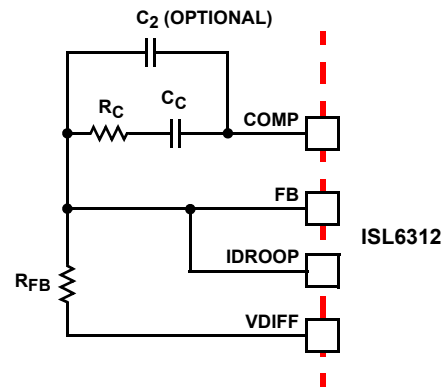 C2 (OPTIONAL)
RC
CC
COMP
FB
ISL6312
IDROOP
RFB
VDIFF